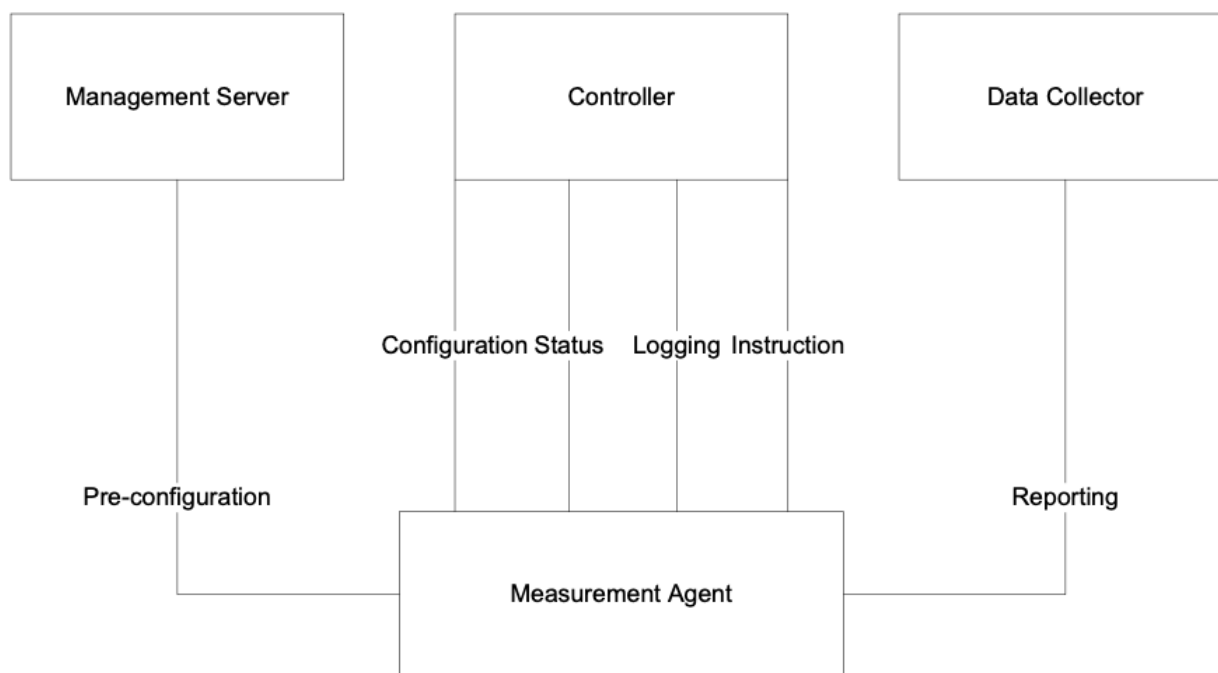 Management Server
Controller
Data Collector
Configuration Status Logging Instruction
Pre-configuration
Reporting
Measurement Agent